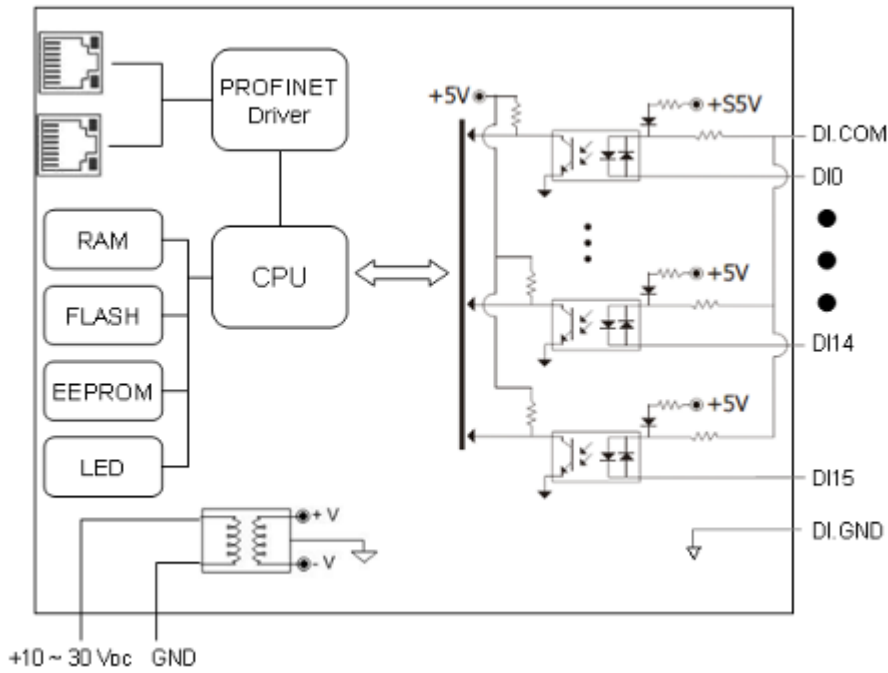 PROFINET
Driver
+5V
+S5V
DI.COM
DI0
RAM
CPU
+5V
FLASH
DI14
EEPROM
+5V
LED
DI15
+ V
DI.GND
- V
+10 ~ 30 VDC GND